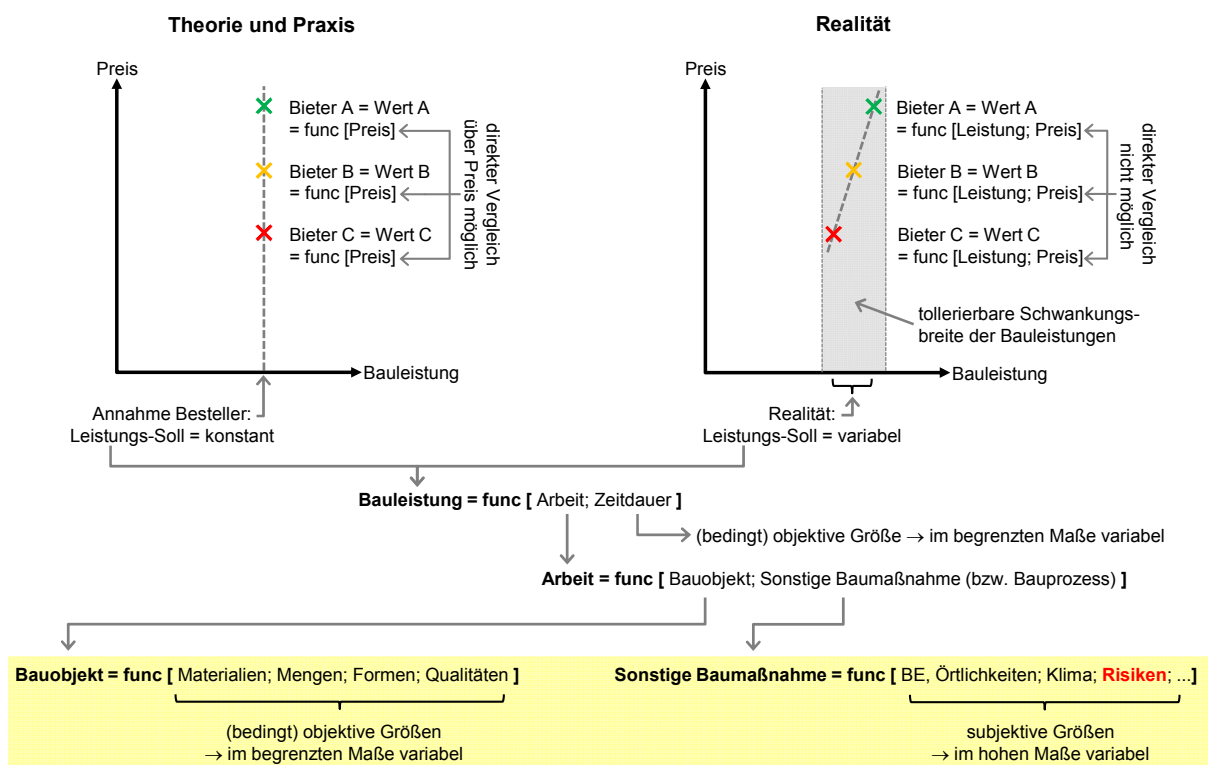 Theorie und Praxis
Preis
Bieter A = Wert A
= func [Preis]
Bieter B = Wert B
= func [Preis]
Bieter C = Wert C
= func [Preis]
direkter Vergleich
über Preis möglich
Bauleistung
Annahme Besteller:
Leistungs-Soll = konstant
Realität
Preis
Bieter A = Wert A
= func [Leistung; Preis]
Bieter B = Wert B
= func [Leistung; Preis]
Bieter C = Wert C
= func [Leistung; Preis]
direkter Vergleich
nicht möglich
tollerierbare Schwankungs-
breite der Bauleistungen
Bauleistung
Realität:
Leistungs-Soll = variabel
Bauleistung = func [ Arbeit; Zeitdauer ]
(bedingt) objektive Größe → im begrenzten Maße variabel
Arbeit = func [ Bauobjekt; Sonstige Baumaßnahme (bzw. Bauprozess) ]
Bauobjekt = func [ Materialien; Mengen; Formen; Qualitäten ]
(bedingt) objektive Größen
→ im begrenzten Maße variabel
Sonstige Baumaßnahme = func [ BE, Örtlichkeiten; Klima; Risiken; ...]
subjektive Größen
→ im hohen Maße variabel